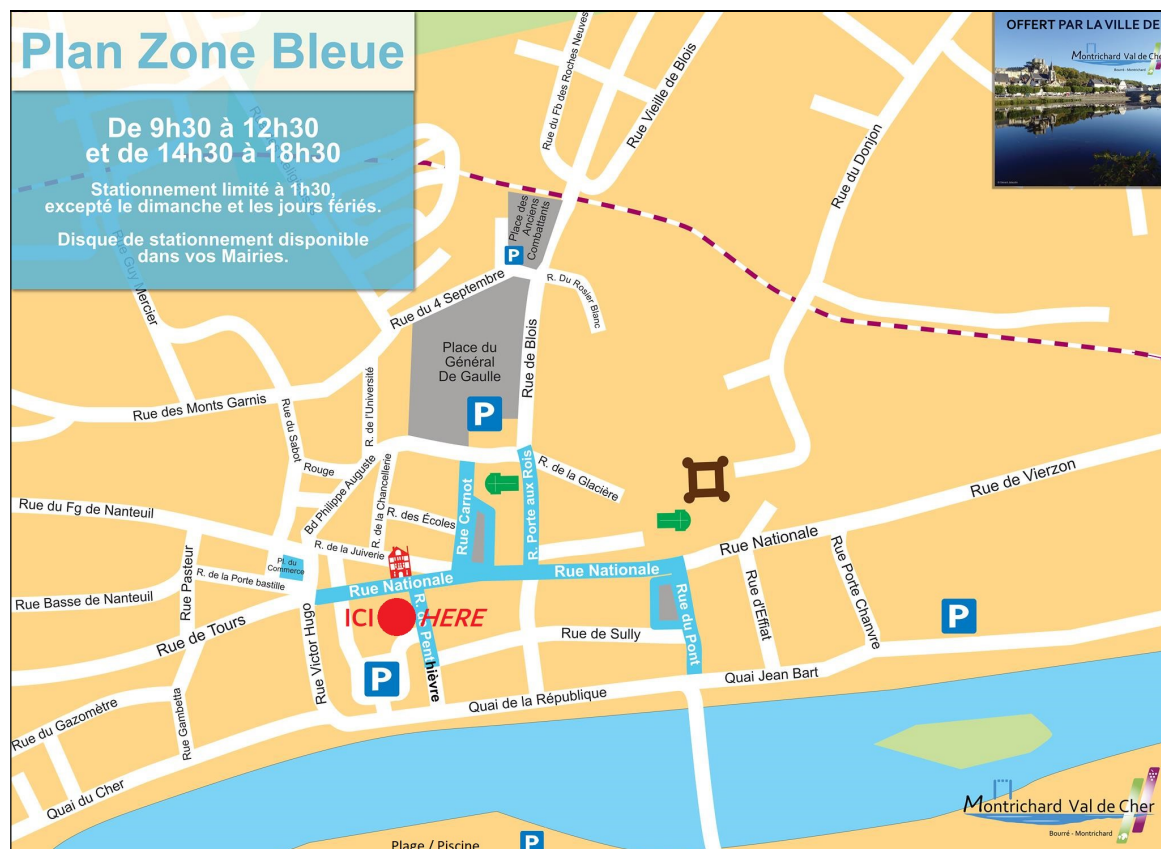 Plan Zone Bleue
De 9h30 à 12h30
et de 14h30 à 18h30
Stationnement limité à 1h30,
excepté le dimanche et les jours fériés.
Disque de stationnement disponible
dans vos Mairies.
OFFERT PAR LA VILLE DE
Montrichard Val de Cher
Bourré - Montrichard
Rue du Fb des Roches Neuves
Rue Vieille de Blois
Rue du Donjon
Rue Guy Mercier
Place des
Anciens
Combattants
P
R. Du Rosier Blanc
Rue du 4 Septembre
Place du
Général
De Gaulle
P
Rue de Blois
Rue des Monts Garnis
R. de l'Université
Rue du Sabot
Rouge
Bd Philippe Auguste
R. de la Chancellerie
R. des Écoles
Rue Carnot
R. Porte aux Rois
R. de la Glacière
Rue de Vierzon
Rue du Fg de Nanteuil
R. de la Juiverie
Pl. du
Commerce
R. de la Porte bastille
Rue Pasteur
Rue Basse de Nanteuil
Rue Nationale
Rue Nationale
Rue Nationale
Rue de Tours
Rue Victor Hugo
ICI HERE
R. de Penthièvre
P
Rue de Sully
Rue du Pont
Rue d'Effiat
Rue Porte Chanvre
P
Quai Jean Bart
Quai de la République
Rue du Gazomètre
Rue Gambetta
Quai du Cher
Plage / Piscine
P
Montrichard Val de Cher
Bourré - Montrichard